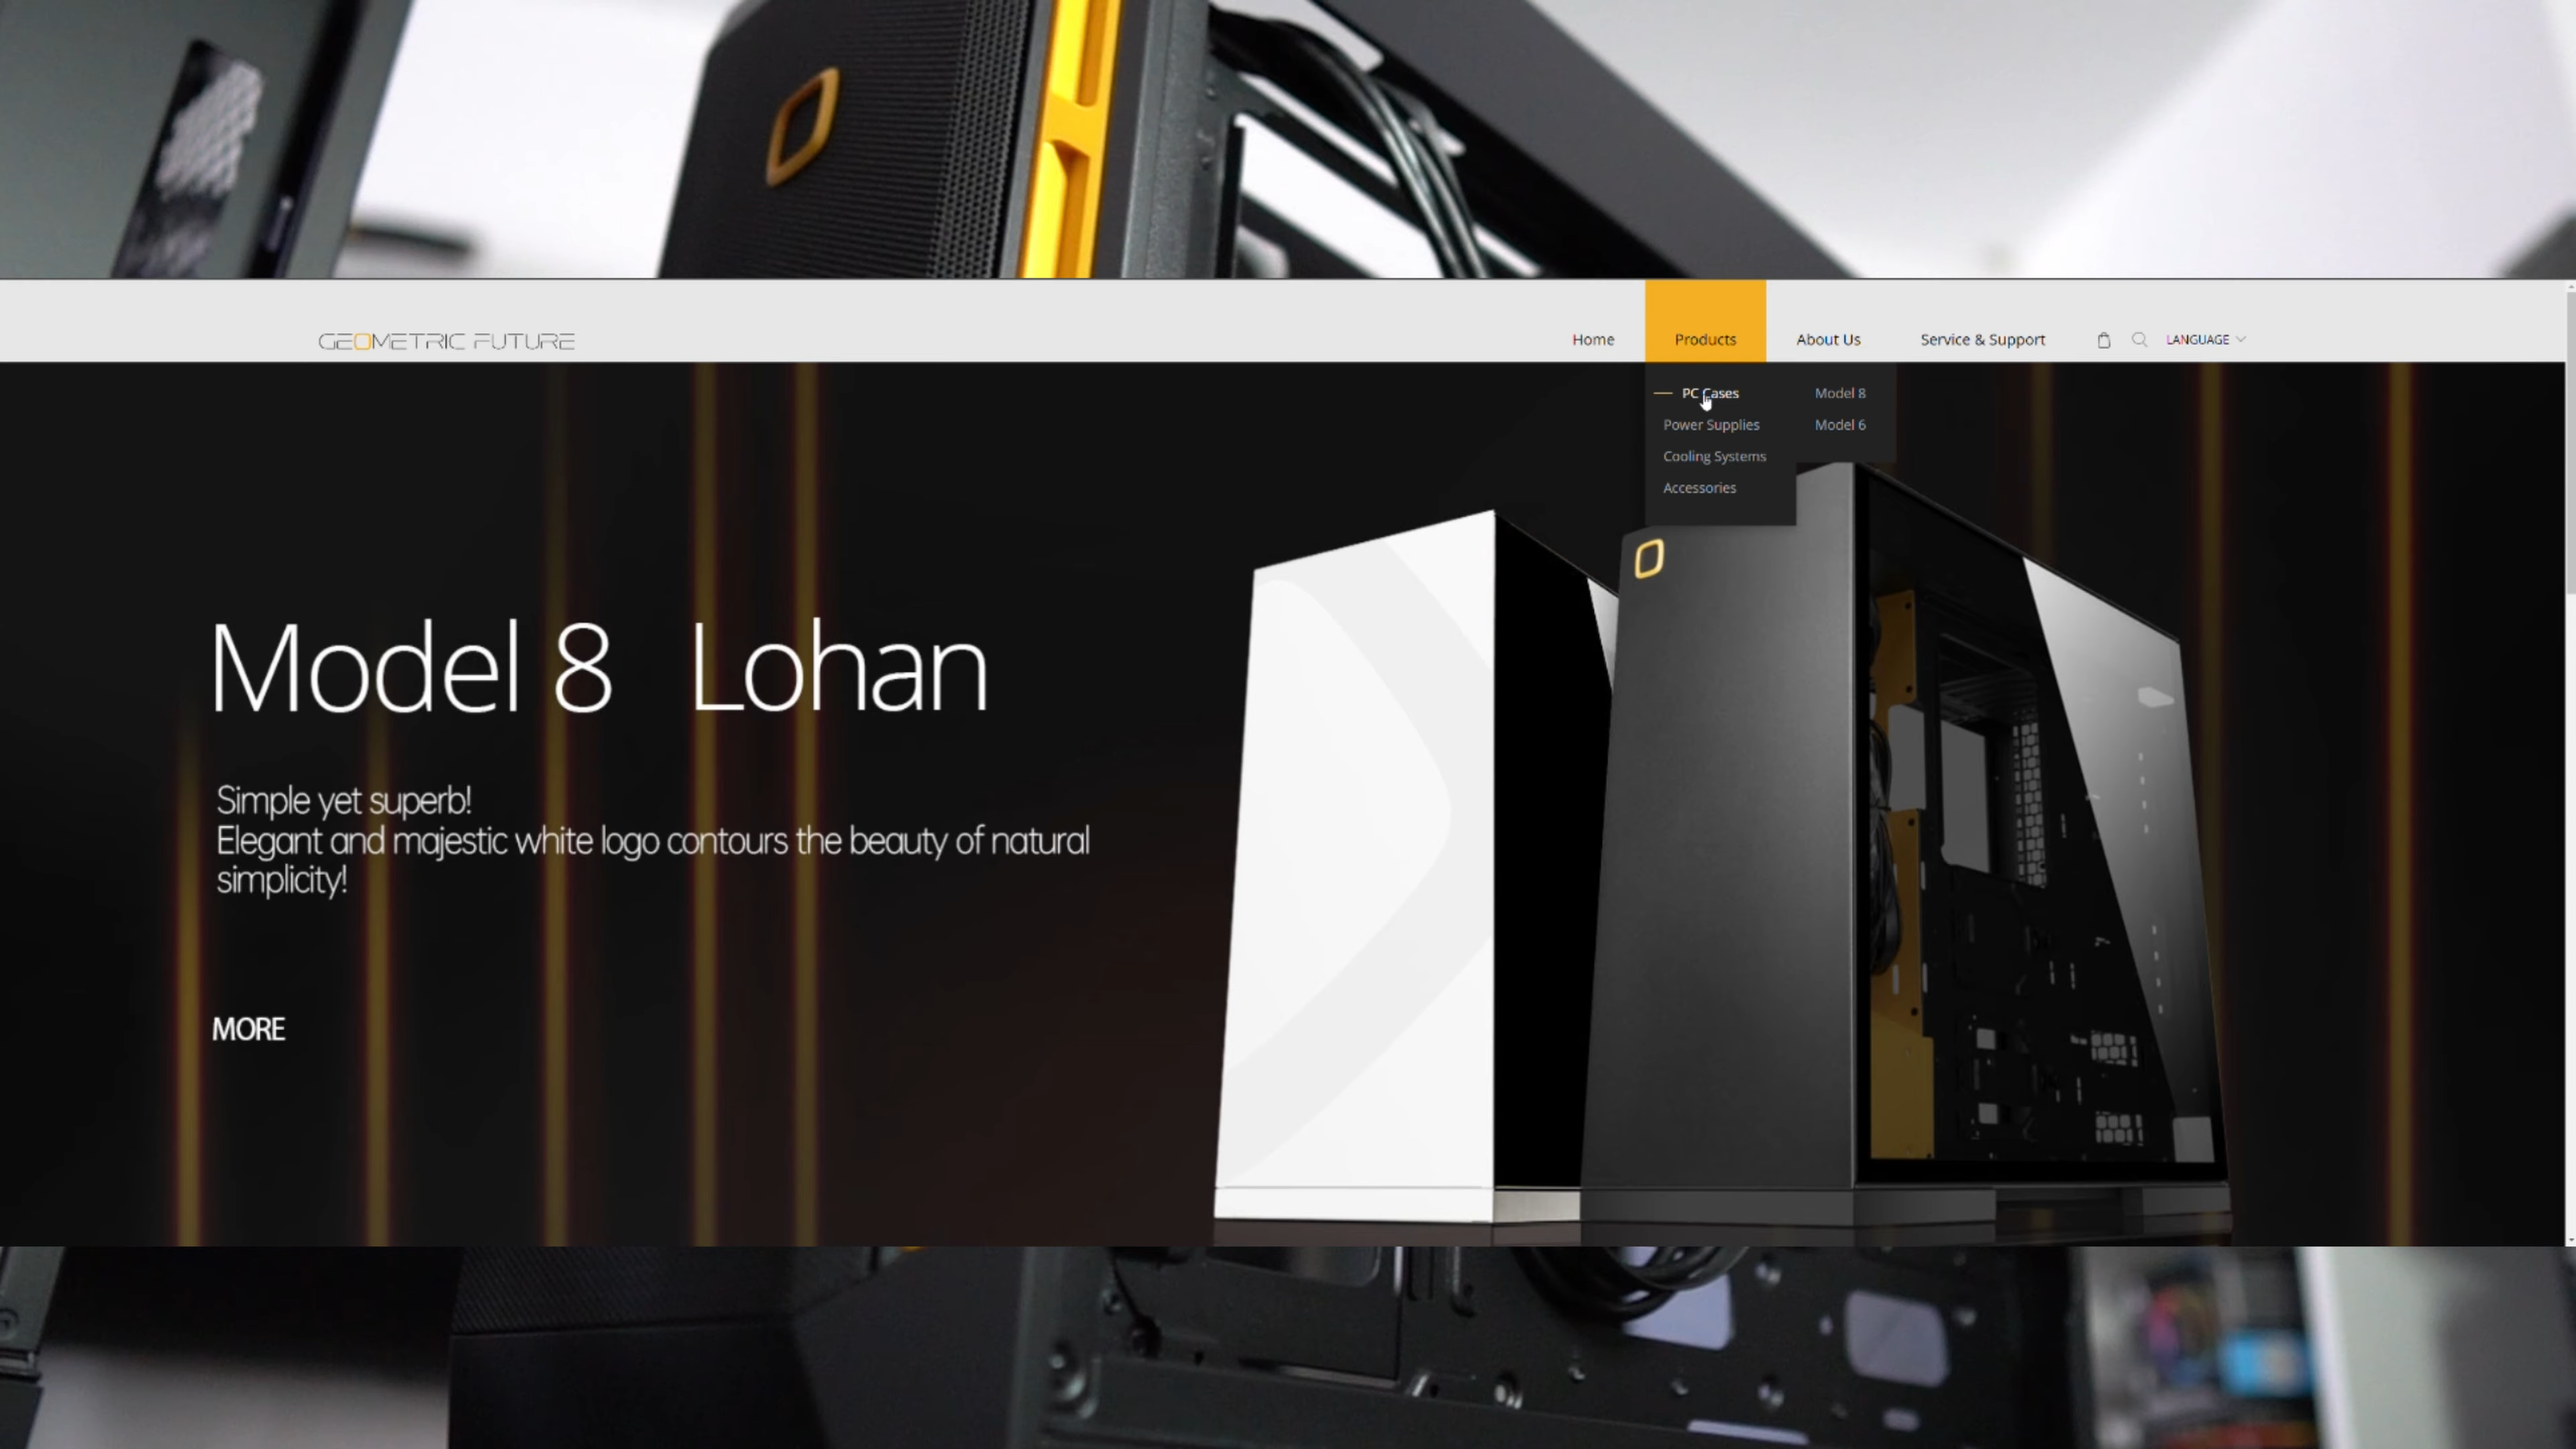 GEOMETRIC FUTURE
Home
Products
About Us
Service & Support
LANGUAGE
PC Cases
Power Supplies
Cooling Systems
Accessories
Model 8
Model 6
Model 8 Lohan
Simple yet superb!
Elegant and majestic white logo contours the beauty of natural
simplicity!
MORE